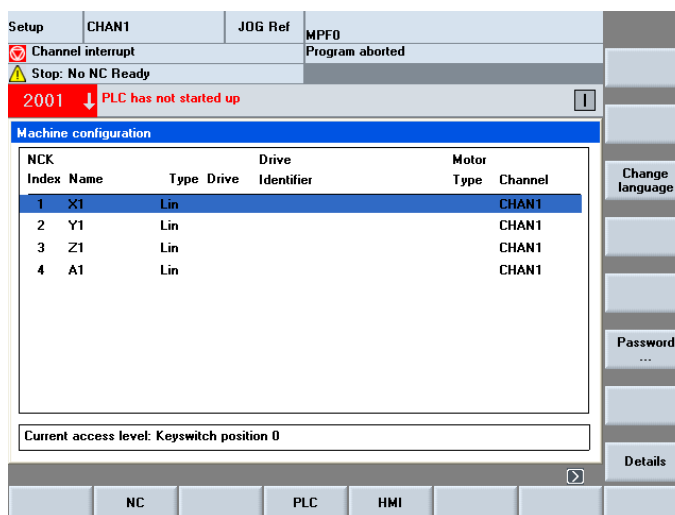 Setup CHAN1 JOG Ref MPF0
Channel interrupt Program aborted
Stop: No NC Ready
2001 PLC has not started up
Machine configuration
NCK Drive Motor
Index Name Type Drive Identifier Type Channel
1 X1 Lin CHAN1
2 Y1 Lin CHAN1
3 Z1 Lin CHAN1
4 A1 Lin CHAN1
Current access level: Keyswitch position 0
Change
language
Password
...
Details
NC PLC HMI